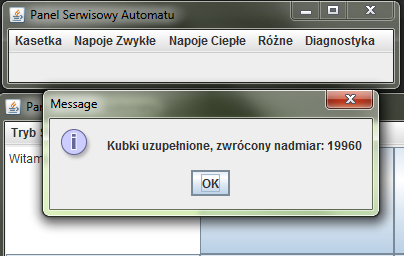 Panel Serwisowy Automatu
Kasetka Napoje Zwykłe Napoje Ciepłe Różne Diagnostyka
Message
Kubki uzupełnione, zwrócony nadmiar: 19960
OK
Pa
Tryb
Witam